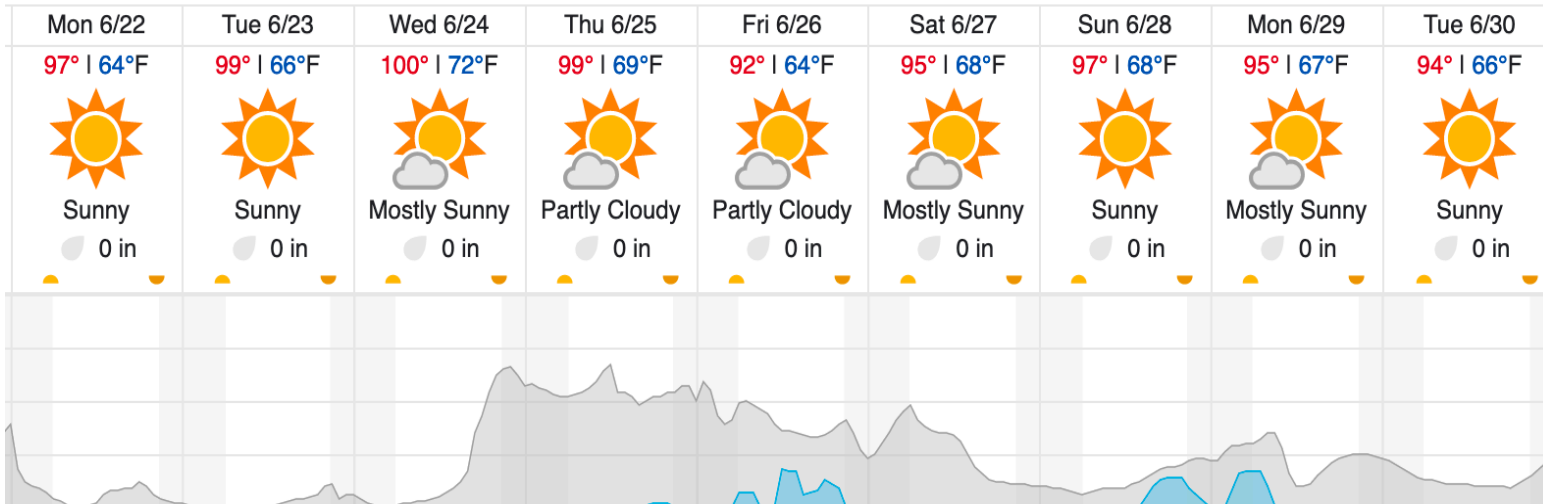 Mon 6/22 Tue 6/23 Wed 6/24 Thu 6/25 Fri 6/26 Sat 6/27 Sun 6/28 Mon 6/29 Tue 6/30
97° | 64°F 99° | 66°F 100° | 72°F 99° | 69°F 92° | 64°F 95° | 68°F 97° | 68°F 95° | 67°F 94° | 66°F
Sunny Sunny Mostly Sunny Partly Cloudy Partly Cloudy Mostly Sunny Sunny Mostly Sunny Sunny
0 in 0 in 0 in 0 in 0 in 0 in 0 in 0 in 0 in